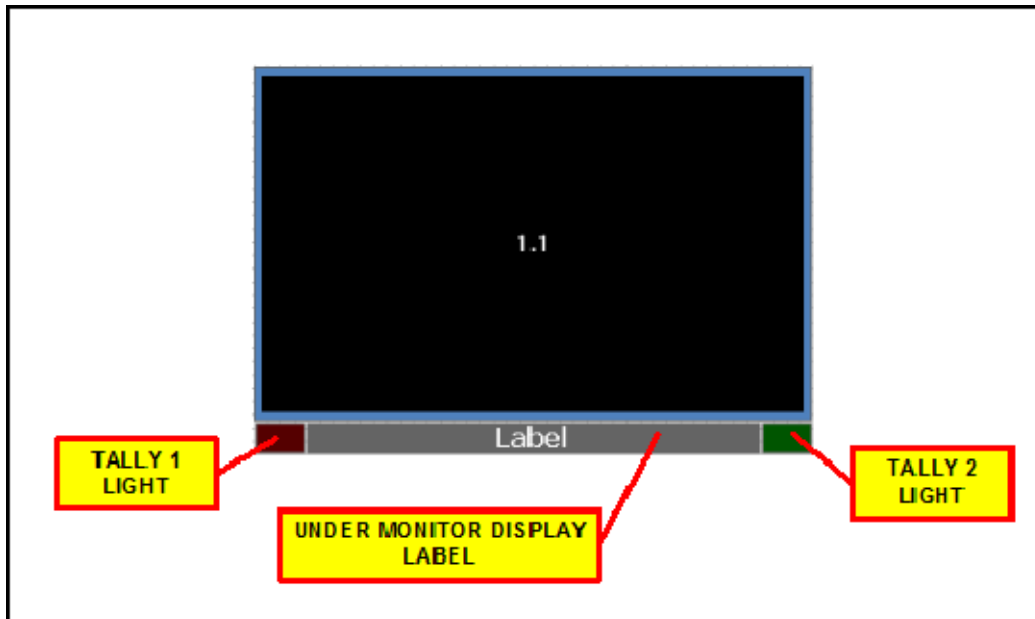 1.1
Label
TALLY 1
LIGHT
UNDER MONITOR DISPLAY
LABEL
TALLY 2
LIGHT